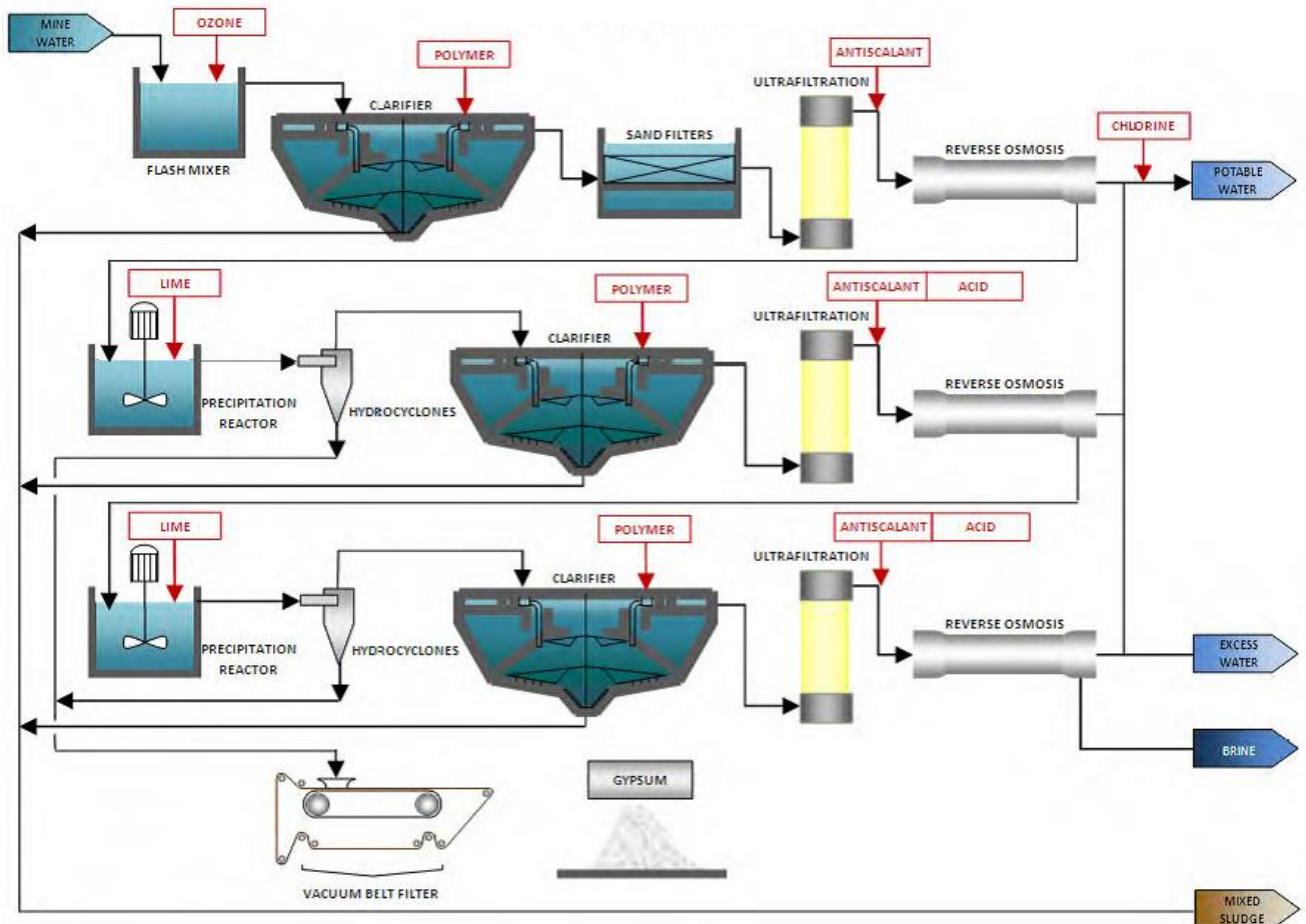 MINE
WATER
OZONE
POLYMER
ANTISCALANT
ULTRAFILTRATION
CLARIFIER
CHLORINE
SAND FILTERS
REVERSE OSMOSIS
FLASH MIXER
POTABLE
WATER
LIME
POLYMER
ANTISCALANT
ACID
ULTRAFILTRATION
CLARIFIER
REVERSE OSMOSIS
PRECIPITATION
REACTOR
HYDROCYCLONES
LIME
POLYMER
ANTISCALANT
ACID
ULTRAFILTRATION
CLARIFIER
REVERSE OSMOSIS
PRECIPITATION
REACTOR
HYDROCYCLONES
EXCESS
WATER
BRINE
GYPSUM
VACUUM BELT FILTER
MIXED
SLUDGE